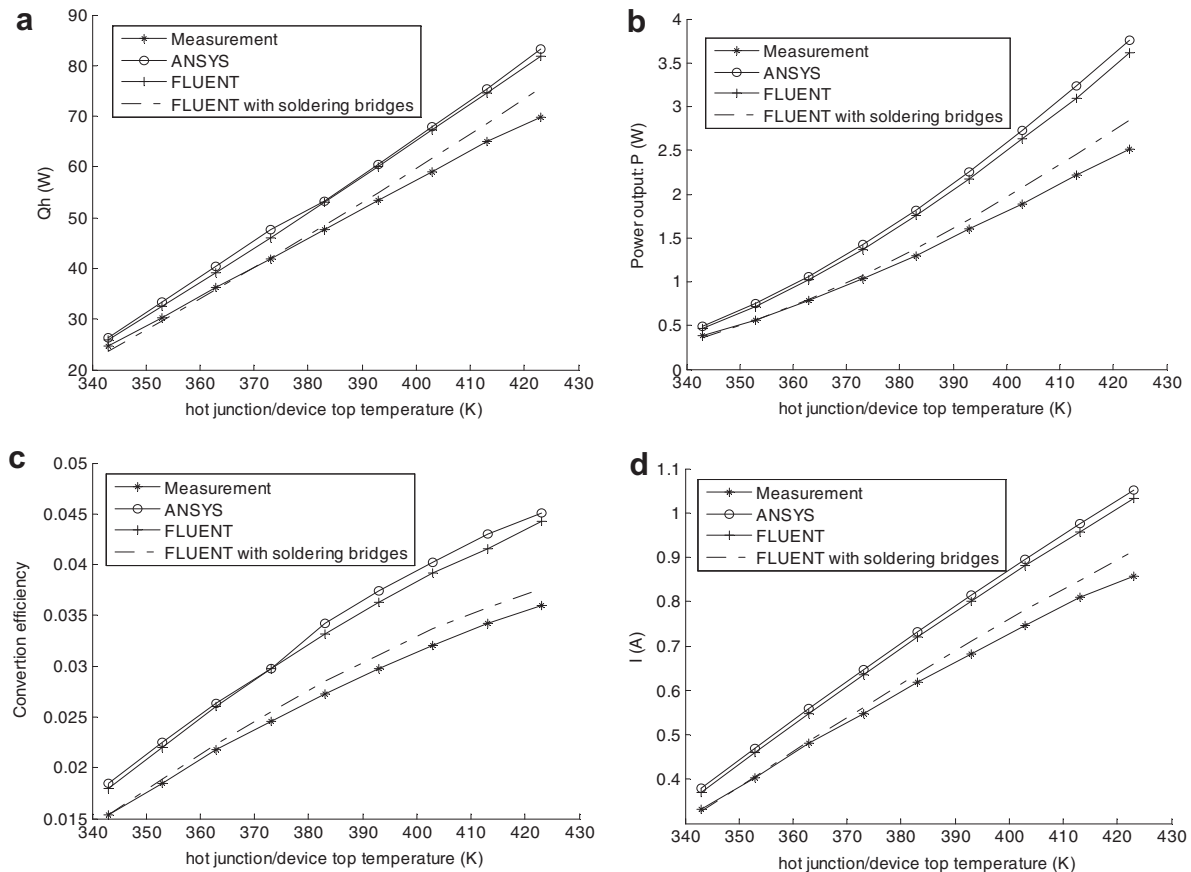 a
90
80
70
60
50
40
30
20
Qh (W)
Measurement
ANSYS
FLUENT
FLUENT with soldering bridges
340 350 360 370 380 390 400 410 420 430
hot junction/device top temperature (K)
b
4
3.5
3
2.5
2
1.5
1
0.5
0
Power output: P (W)
Measurement
ANSYS
FLUENT
FLUENT with soldering bridges
340 350 360 370 380 390 400 410 420 430
hot junction/device top temperature (K)
c
0.05
0.045
0.04
0.035
0.03
0.025
0.02
0.015
Convertion efficiency
Measurement
ANSYS
FLUENT
FLUENT with soldering bridges
340 350 360 370 380 390 400 410 420 430
hot junction/device top temperature (K)
d
1.1
1
0.9
0.8
0.7
0.6
0.5
0.4
I (A)
Measurement
ANSYS
FLUENT
FLUENT with soldering bridges
340 350 360 370 380 390 400 410 420 430
hot junction/device top temperature (K)